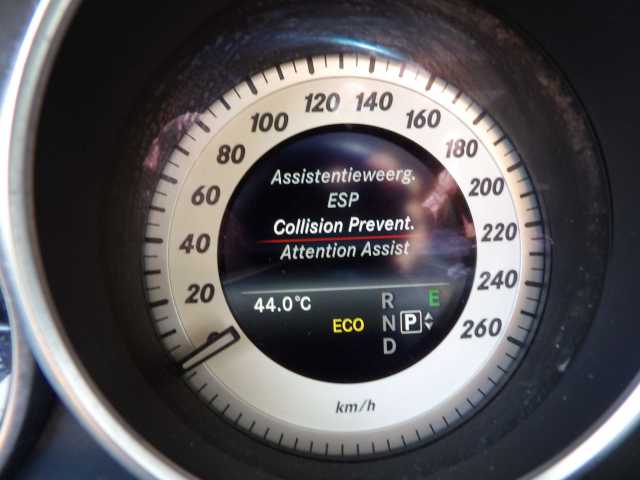 120 140
100 160
80 180
60 200
40 220
20 240
0 260
Assistentieweerg.
ESP
Collision Prevent.
Attention Assist
44.0°C R E
ECO N P
D
km/h